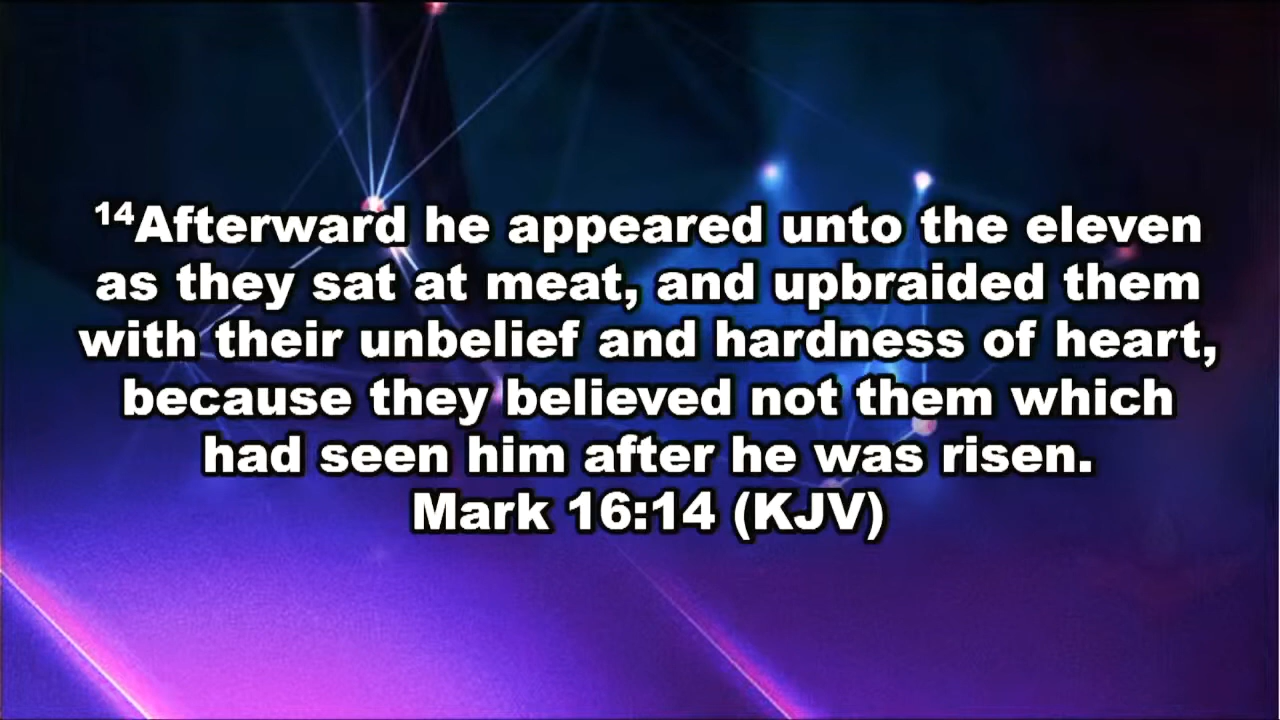 ¹⁴Afterward he appeared unto the eleven
as they sat at meat, and upbraided them
with their unbelief and hardness of heart,
because they believed not them which
had seen him after he was risen.
Mark 16:14 (KJV)